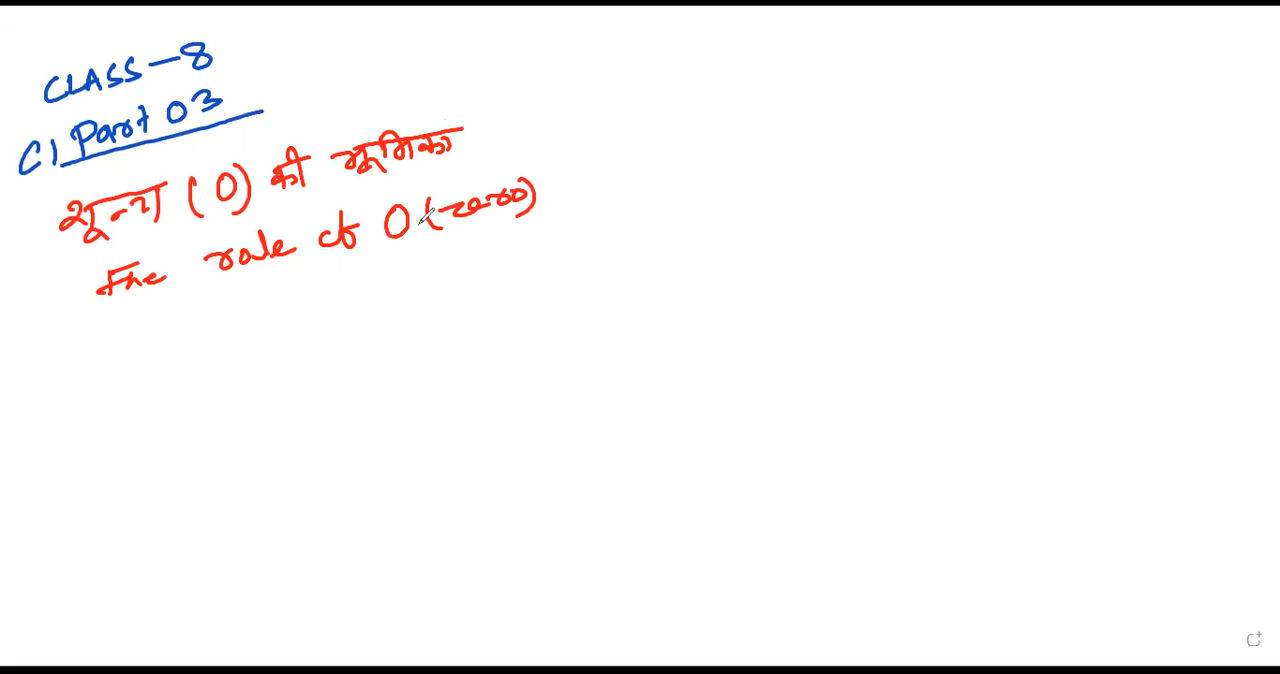 CLASS-8
C1 Part 03
शून्य (0) की भूमिका
The role of 0 (zero)